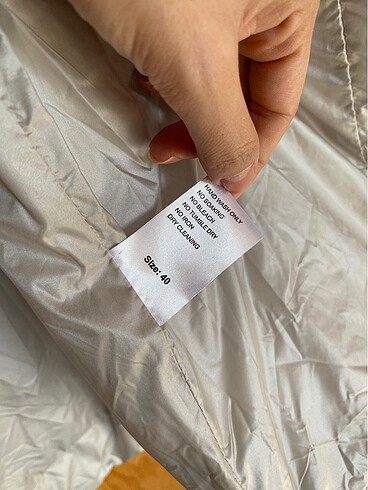 HAND WASH ONLY
NO SOAKING
NO BLEACH
NO TUMBLE DRY
NO IRON
DRY CLEANING
Size: 40